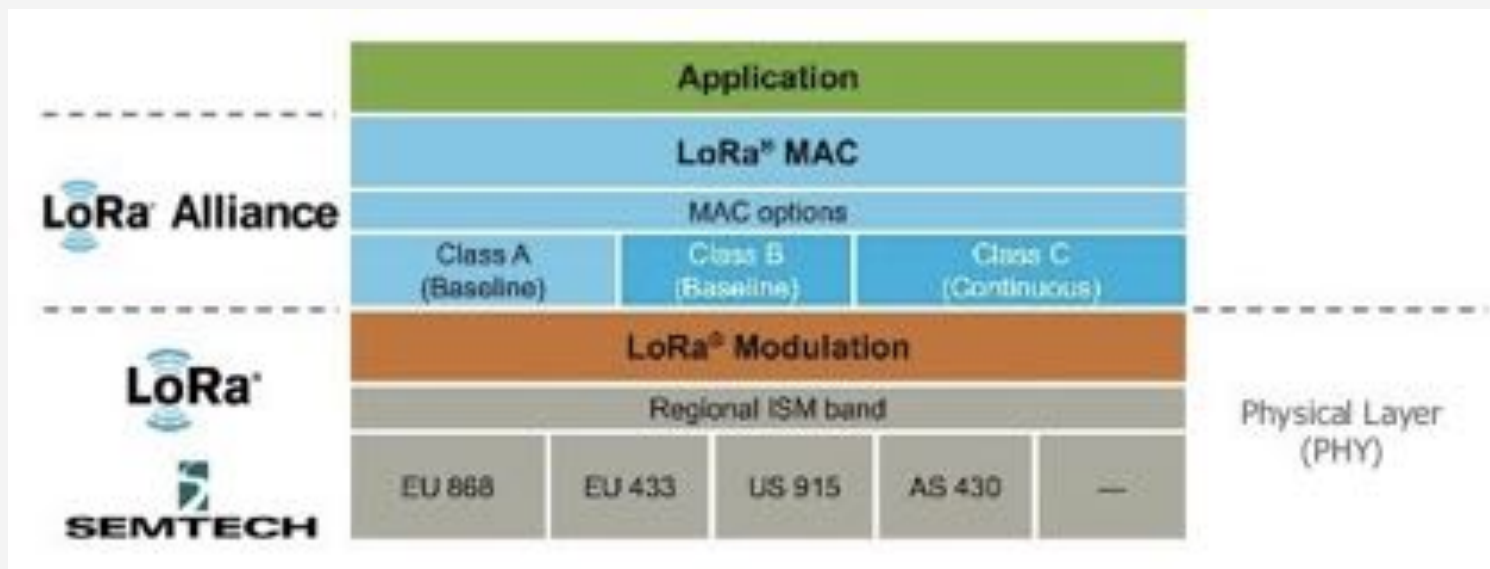 Application
LoRa® MAC
LoRa Alliance
MAC options
Class A
(Baseline)
Class B
(Baseline)
Class C
(Continuous)
LoRa® Modulation
LoRa
Regional ISM band
Physical Layer
(PHY)
EU 868
EU 433
US 915
AS 430
—
SEMTECH